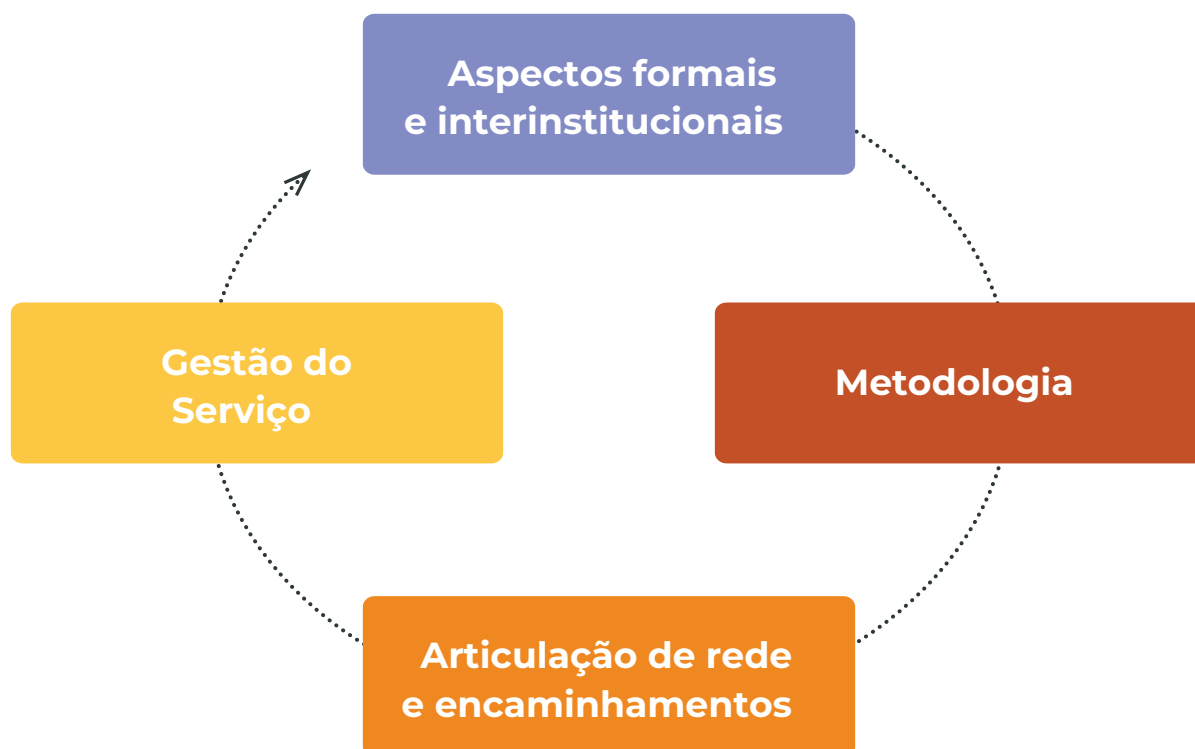 Aspectos formais
e interinstitucionais
Gestão do
Serviço
Metodologia
Articulação de rede
e encaminhamentos